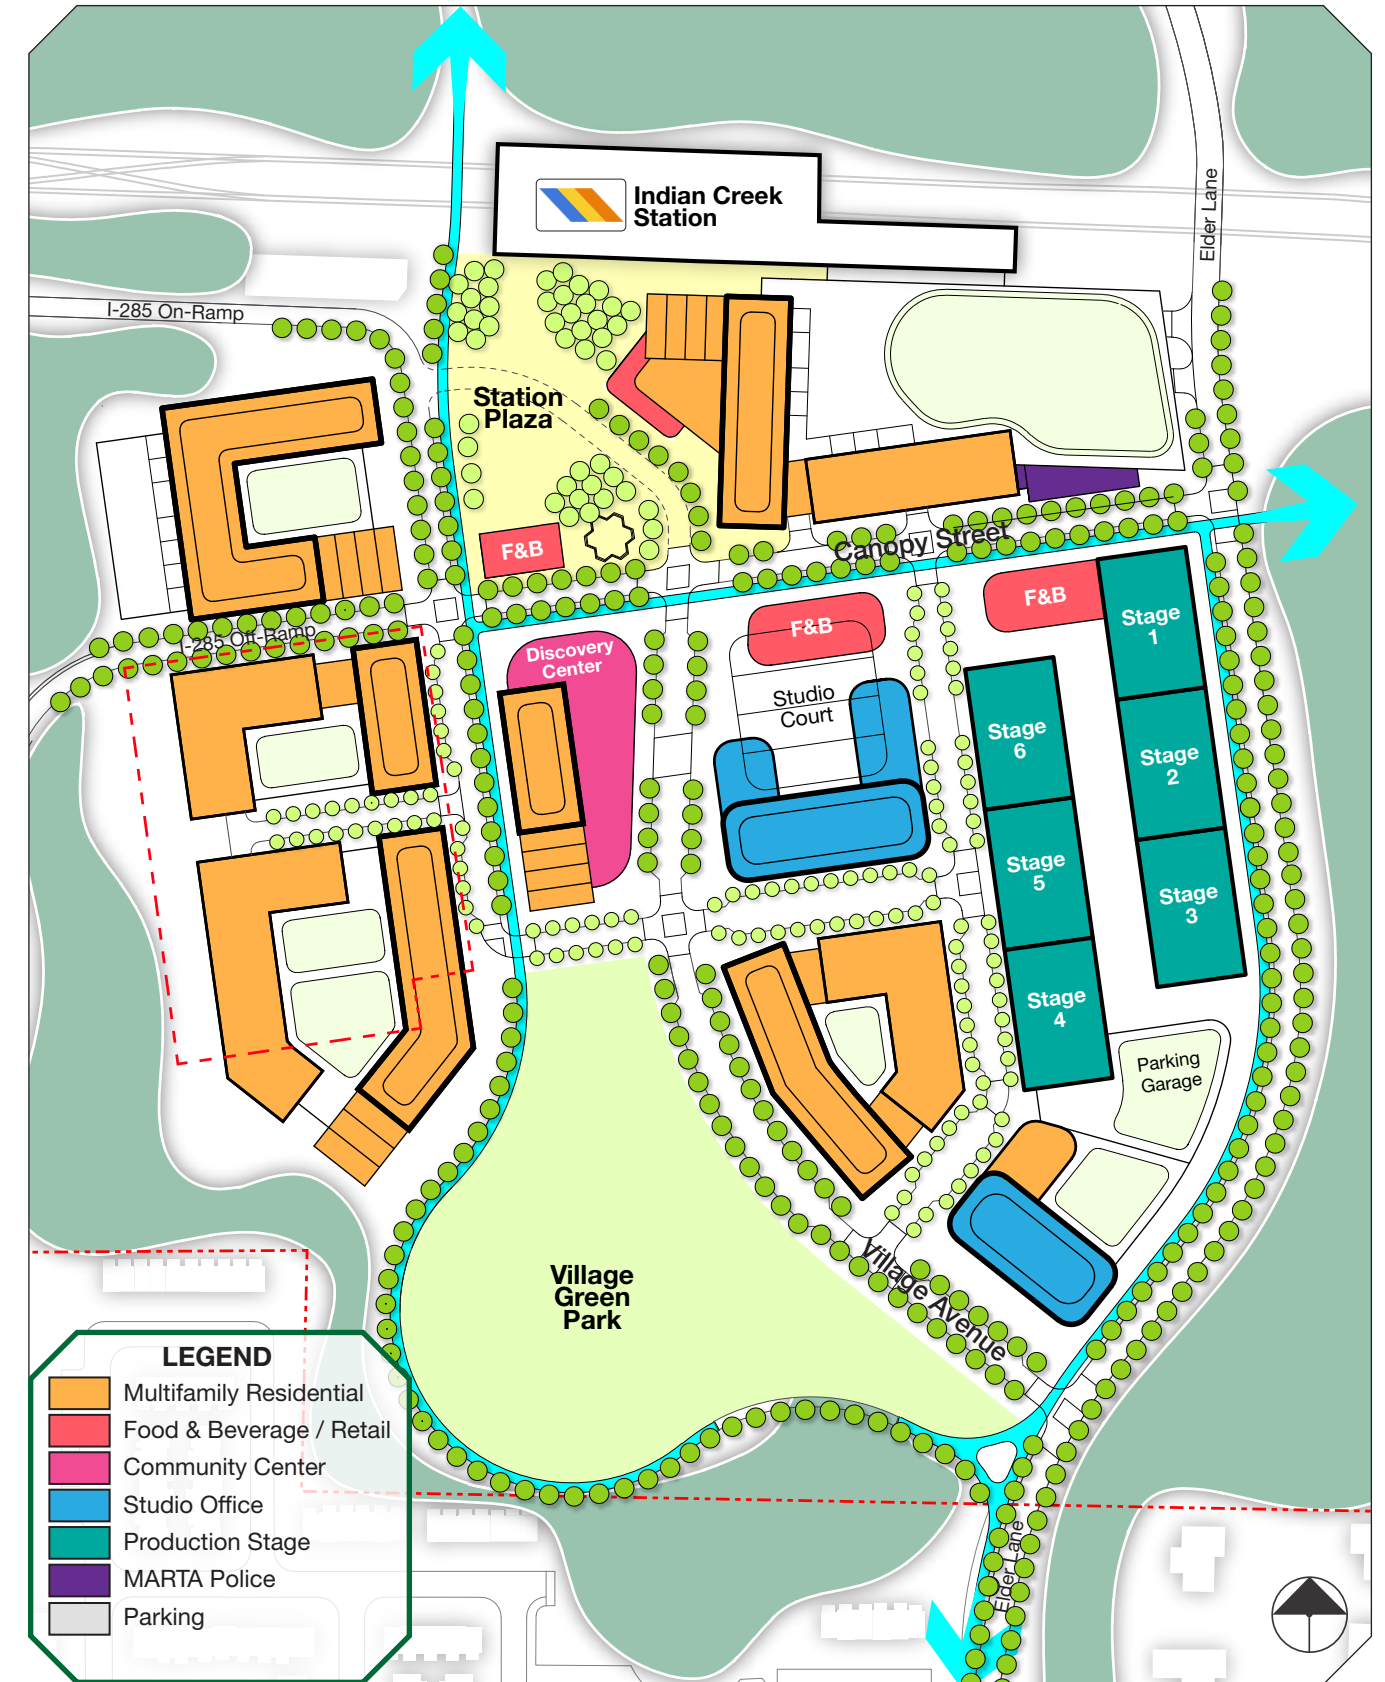 Indian Creek
Station
Elder Lane
I-285 On-Ramp
Station
Plaza
F&B
Canopy Street
F&B
Stage
1
I-285 Off-Ramp
Discovery
Center
F&B
Studio
Court
Stage
6
Stage
2
Stage
5
Stage
3
Stage
4
Parking
Garage
Village
Green
Park
Village Avenue
Elder Lane
LEGEND
Multifamily Residential
Food & Beverage / Retail
Community Center
Studio Office
Production Stage
MARTA Police
Parking